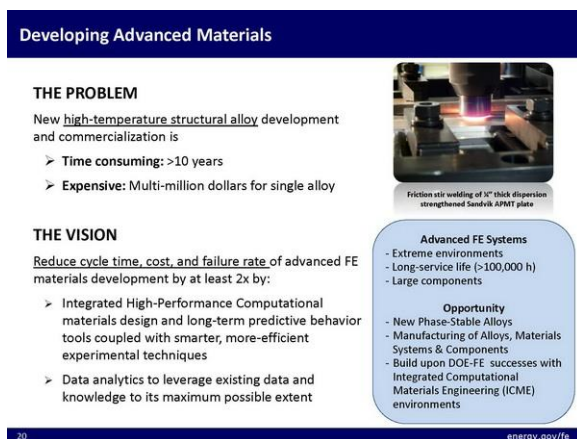 Developing Advanced Materials
THE PROBLEM
New high-temperature structural alloy development
and commercialization is
➢ Time consuming: >10 years
➢ Expensive: Multi-million dollars for single alloy
Friction stir welding of ¼" thick dispersion
strengthened Sandvik APMT plate
THE VISION
Reduce cycle time, cost, and failure rate of advanced FE
materials development by at least 2x by:
➢ Integrated High-Performance Computational
materials design and long-term predictive behavior
tools coupled with smarter, more-efficient
experimental techniques
➢ Data analytics to leverage existing data and
knowledge to its maximum possible extent
Advanced FE Systems
- Extreme environments
- Long-service life (>100,000 h)
- Large components
Opportunity
- New Phase-Stable Alloys
- Manufacturing of Alloys, Materials
Systems & Components
- Build upon DOE-FE successes with
Integrated Computational
Materials Engineering (ICME)
environments
20
energy.gov/fe